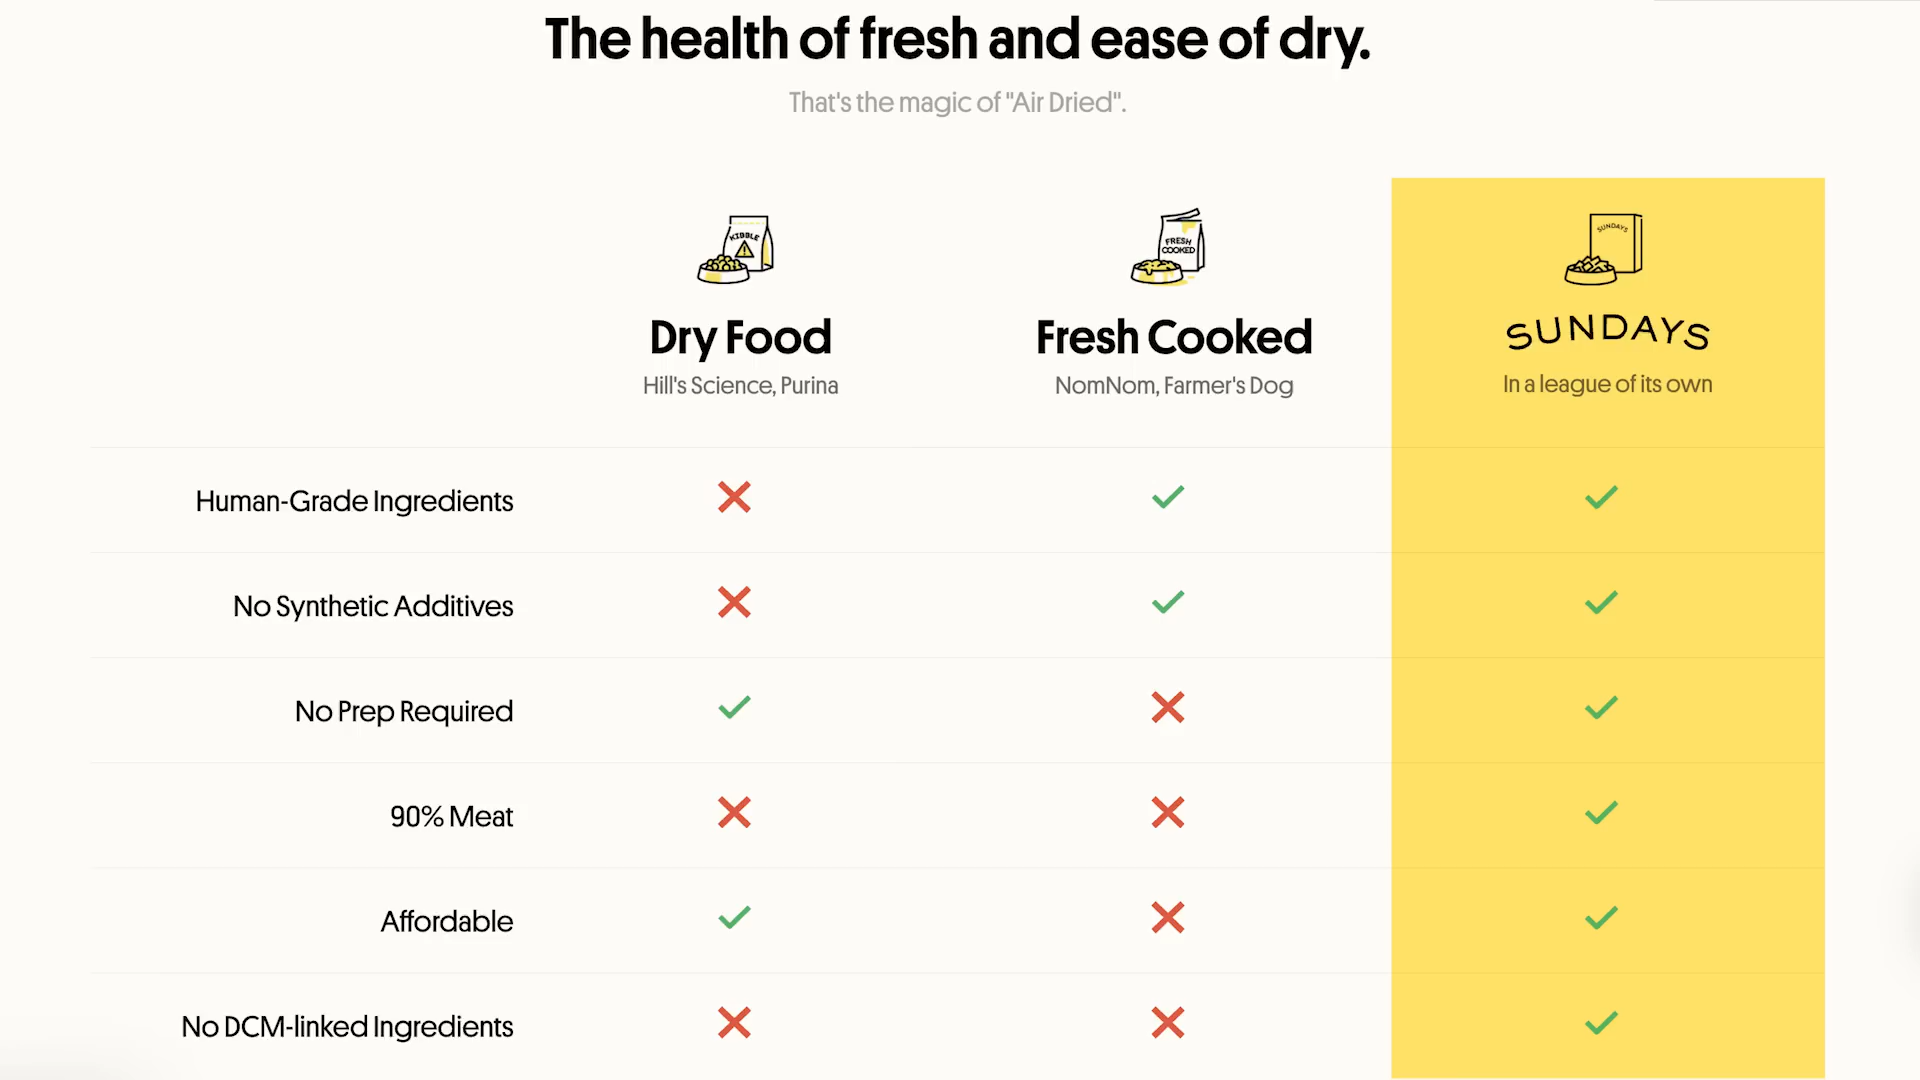 The health of fresh and ease of dry.
That's the magic of "Air Dried".
KIBBLE
FRESH
COOKED
SUNDAYS
Dry Food
Fresh Cooked
SUNDAYS
Hill's Science, Purina
NomNom, Farmer's Dog
In a league of its own
Human-Grade Ingredients
No Synthetic Additives
No Prep Required
90% Meat
Affordable
No DCM-linked Ingredients